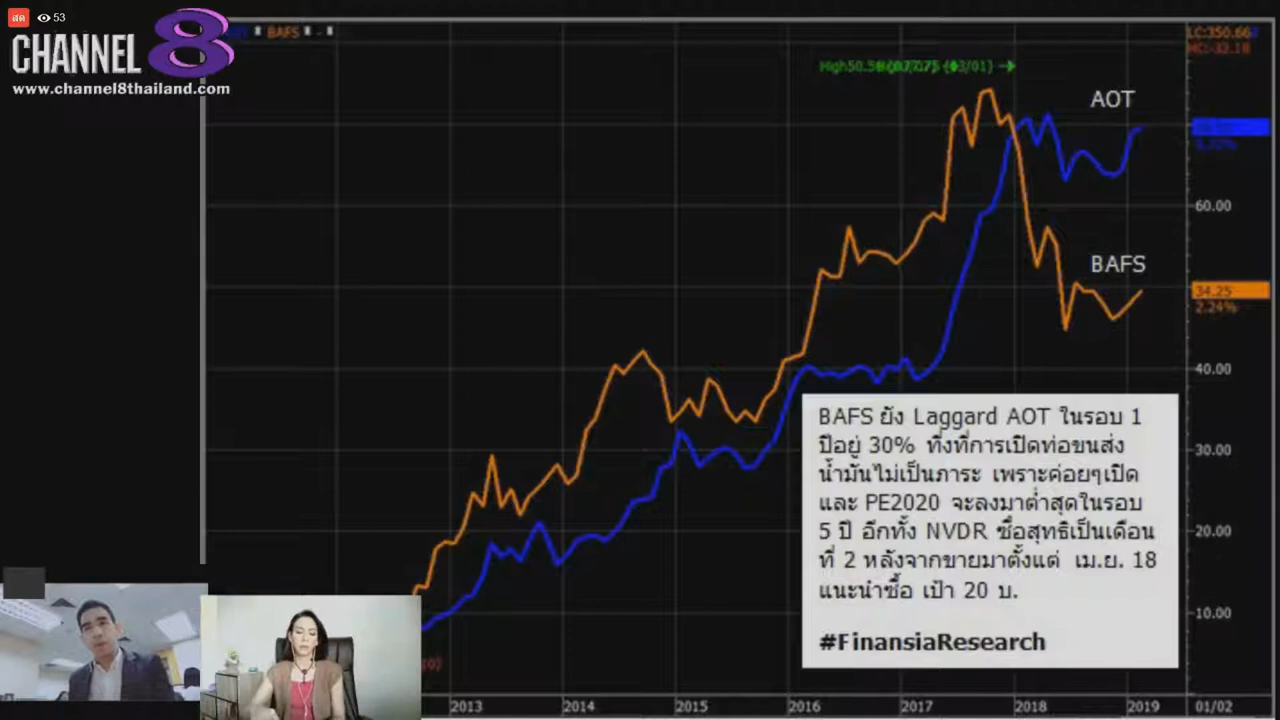 สด 53
CHANNEL 8
www.channel8thailand.com
BAFS
AOT
BAFS
60.00
34.25
2.24%
40.00
30.00
20.00
10.00
BAFS ยัง Laggard AOT ในรอบ 1
ปีอยู่ 30% ทั้งที่การเปิดท่อขนส่ง
น้ำมันไม่เป็นภาระ เพราะค่อยๆเปิด
และ PE2020 จะลงมาต่ำสุดในรอบ
5 ปี อีกทั้ง NVDR ซื้อสุทธิเป็นเดือน
ที่ 2 หลังจากขายมาตั้งแต่ เม.ย. 18
แนะนำซื้อ เป้า 20 บ.
#FinansiaResearch
2013 2014 2015 2016 2017 2018 2019 01/02